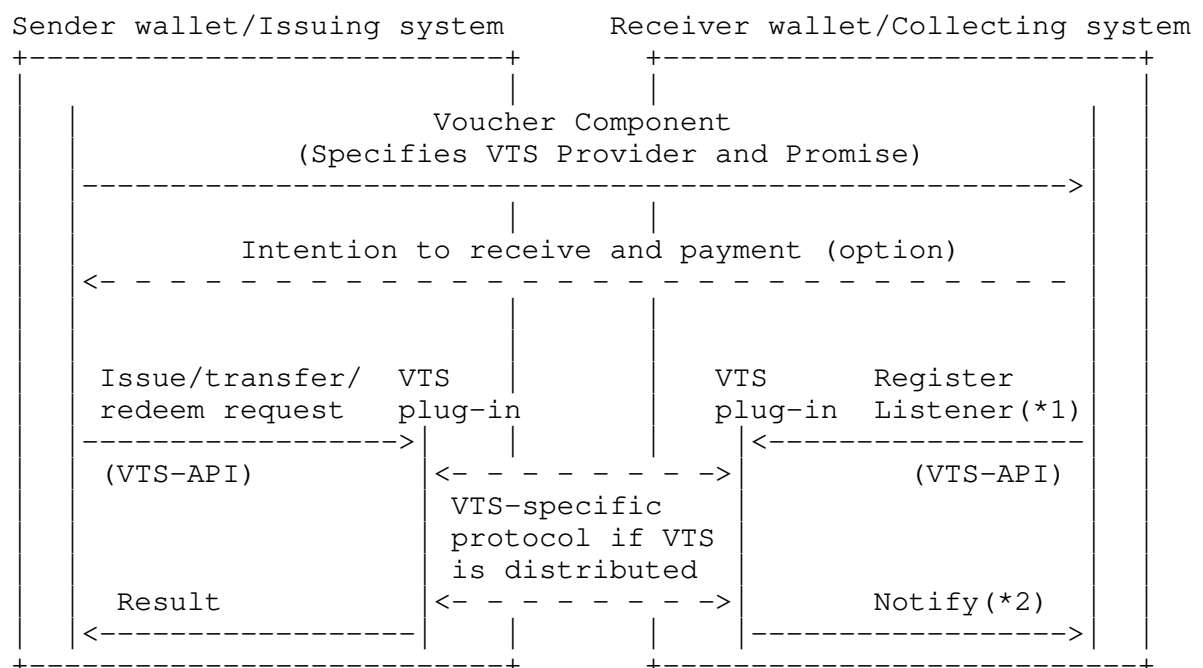 Sender wallet/Issuing system Receiver wallet/Collecting system
Voucher Component
(Specifies VTS Provider and Promise)
Intention to receive and payment (option)
Issue/transfer/ VTS VTS Register
redeem request plug-in plug-in Listener(*1)
(VTS-API) (VTS-API)
VTS-specific
protocol if VTS
is distributed
Result Notify(*2)